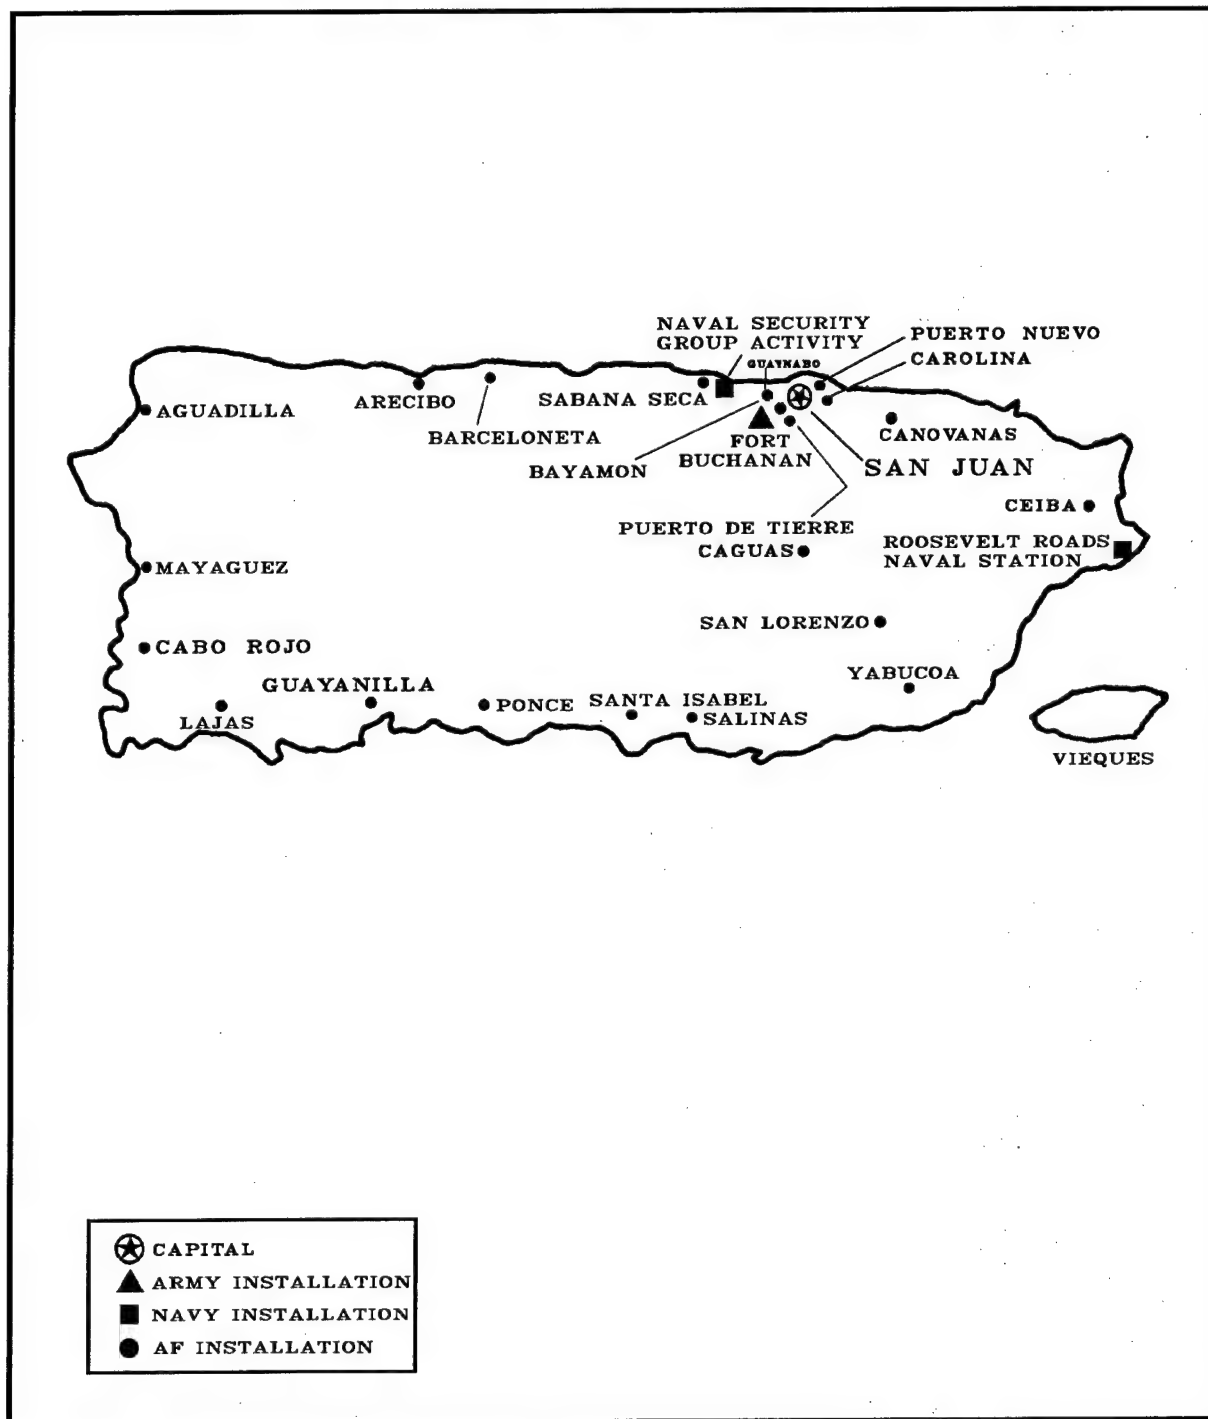 NAVAL SECURITY
GROUP ACTIVITY
PUERTO NUEVO
CAROLINA
GUAYNABO
AGUADILLA
ARECIBO
SABANA SECA
BARCELONETA
BAYAMON
FORT
BUCHANAN
CANOVANAS
SAN JUAN
CEIBA
PUERTO DE TIERRE
CAGUAS
ROOSEVELT ROADS
NAVAL STATION
MAYAGUEZ
SAN LORENZO
CABO ROJO
YABUCOA
GUAYANILLA
LAJAS
PONCE
SANTA ISABEL
SALINAS
VIEQUES
CAPITAL
ARMY INSTALLATION
NAVY INSTALLATION
AF INSTALLATION